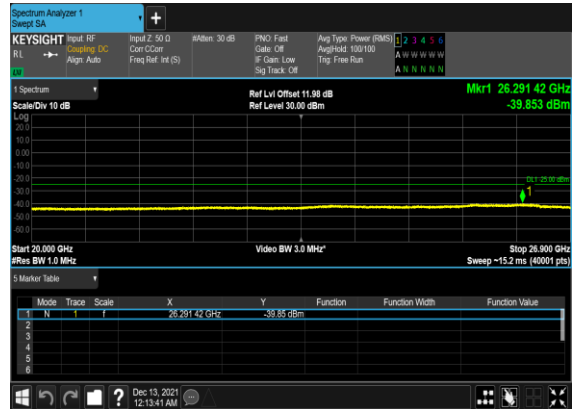 Spectrum Analyzer 1
Swept SA
KEYSIGHT Input: RF Input Z: 50 Ω #Atten: 30 dB PNO: Fast Avg Type: Power (RMS) 1 2 3 4 5 6
RL Coupling: DC Corr CCorr Gate: Off Avg|Hold: 100/100 A W W W W W
Align: Auto Freq Ref: Int (S) IF Gain: Low Trig: Free Run
Sig Track: Off A N N N N N
1 Spectrum Ref Lvl Offset 11.98 dB Mkr1 26.291 42 GHz
Scale/Div 10 dB Ref Level 30.00 dBm -39.853 dBm
Log
20.0
10.0
0.00
-10.0
-20.0 DL1 -25.00 dBm
-30.0 1
-40.0
-50.0
-60.0
Start 20.000 GHz Video BW 3.0 MHz* Stop 26.900 GHz
#Res BW 1.0 MHz Sweep ~15.2 ms (40001 pts)
5 Marker Table
Mode Trace Scale X Y Function Function Width Function Value
1 N 1 f 26.291 42 GHz -39.85 dBm
2
3
4
5
6
Dec 13, 2021
12:13:41 AM